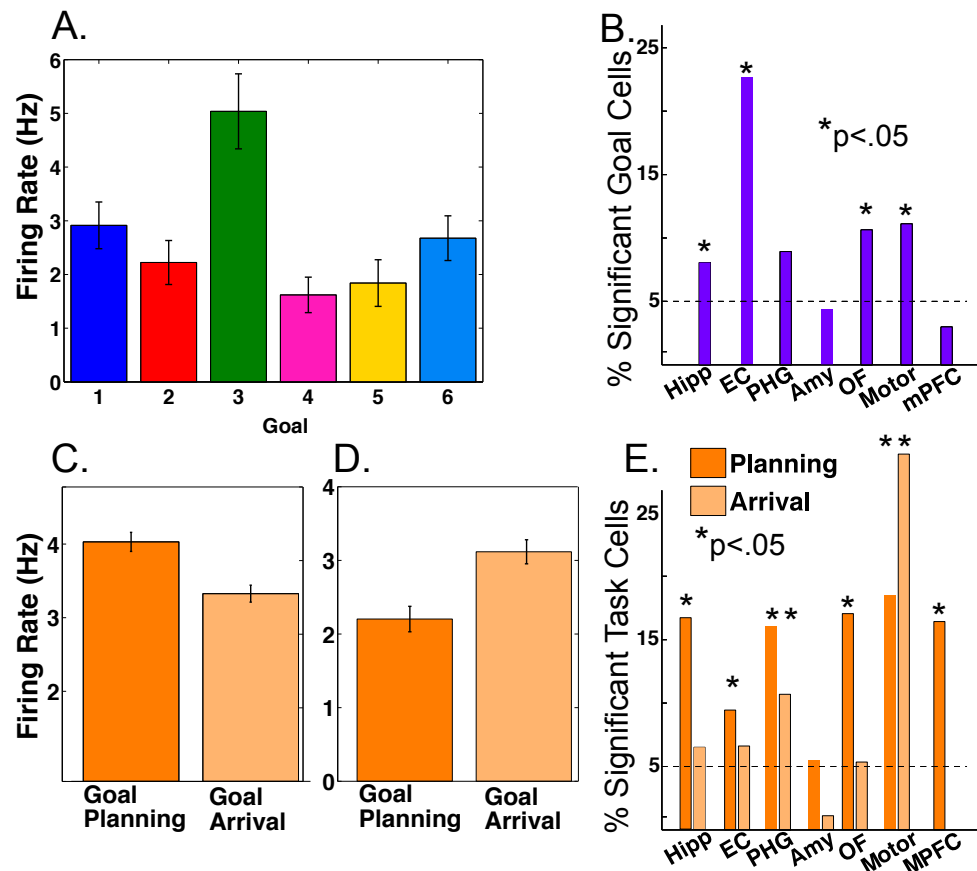 A.
Firing Rate (Hz)
6
5
4
3
2
1
0
1 2 3 4 5 6
Goal
B.
% Significant Goal Cells
25
15
5
*p<.05
* * * *
Hipp EC PHG Amy OF Motor mPFC
C.
Firing Rate (Hz)
4
3
2
Goal Planning
Goal Arrival
D.
4
3
2
1
0
Goal Planning
Goal Arrival
E.
Planning
Arrival
*p<.05
% Significant Task Cells
25
15
5
* * ** * ** *
Hipp EC PHG Amy OF Motor MPFC